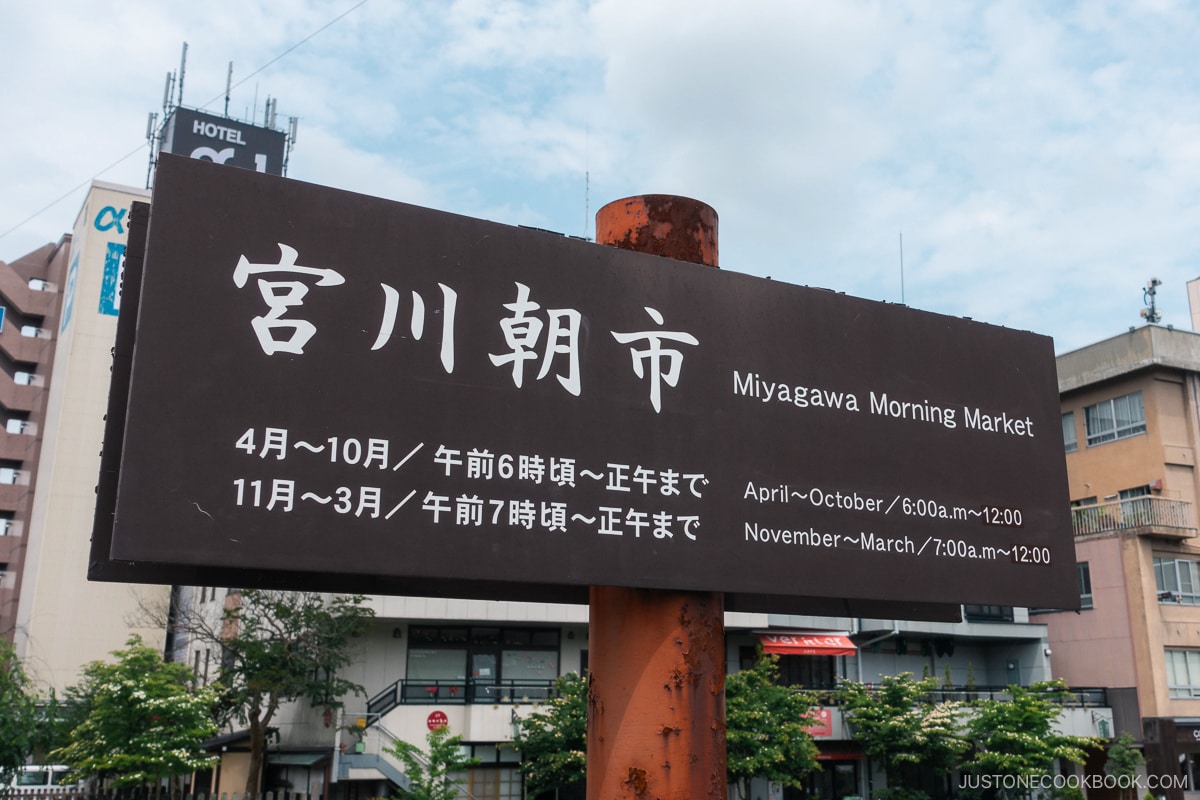 HOTEL
α
宮川朝市
Miyagawa Morning Market
4月～10月／午前6時頃～正午まで
11月～3月／午前7時頃～正午まで
April～October／6:00a.m～12:00
November～March／7:00a.m～12:00
JUSTONECOOKBOOK.COM